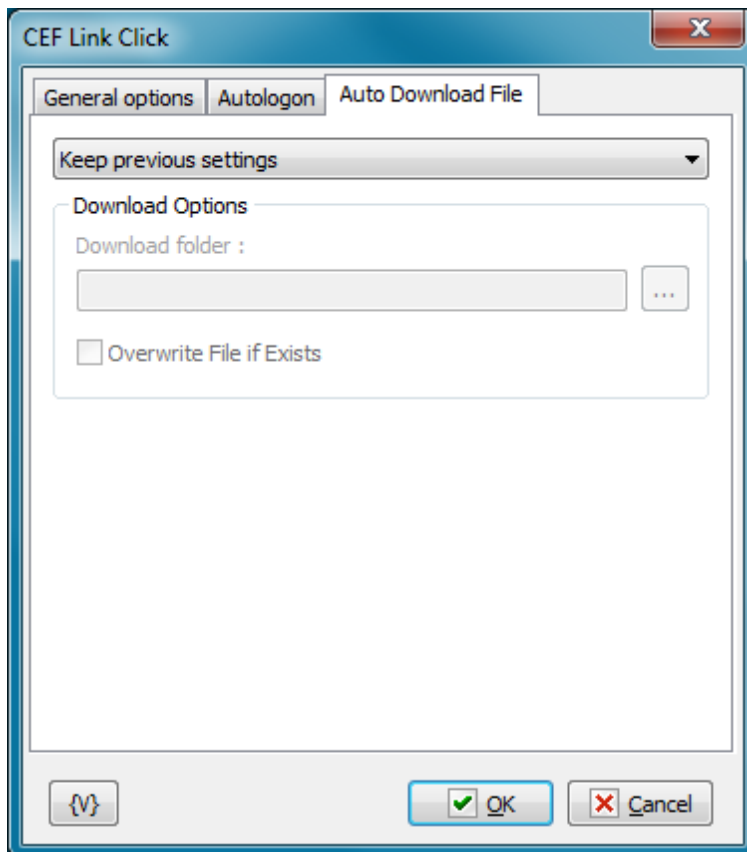 CEF Link Click
General options Autologon Auto Download File
Keep previous settings
Download Options
Download folder :
...
Overwrite File if Exists
{V} OK Cancel